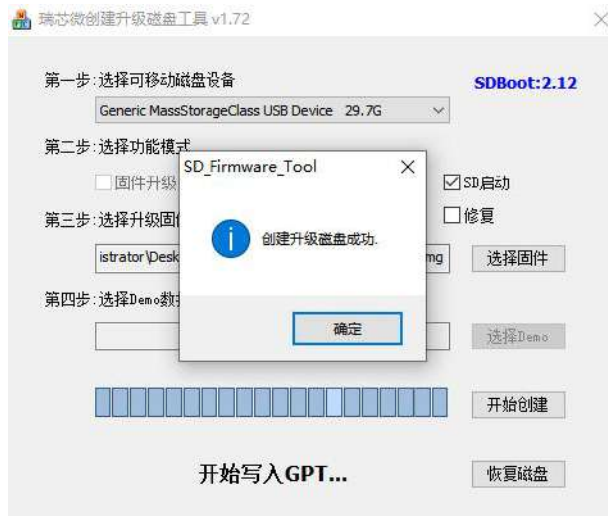 瑞芯微创建升级磁盘工具 v1.72
第一步:选择可移动磁盘设备
SDBoot:2.12
Generic MassStorageClass USB Device 29.7G
第二步:选择功能模式
SD_Firmware_Tool
固件升级
SD启动
第三步:选择升级固
修复
创建升级磁盘成功.
istrator\Desk
mg
选择固件
第四步:选择Demo数
确定
选择Demo
开始创建
开始写入GPT...
恢复磁盘